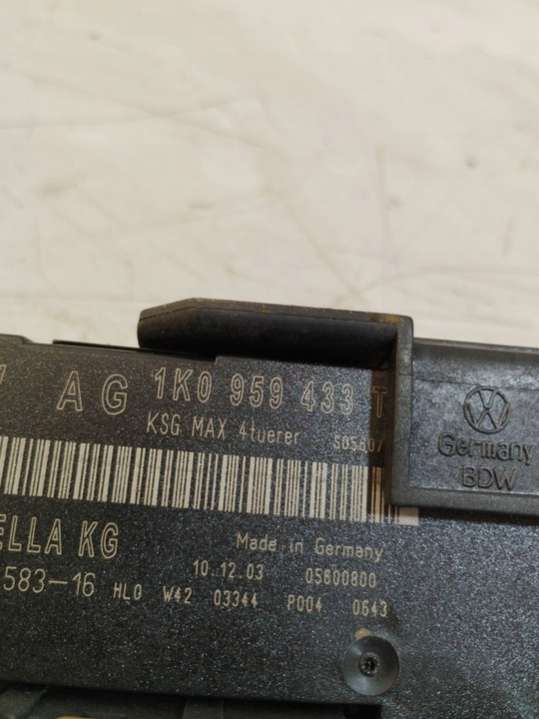 AG 1K0 959 433 T
KSG MAX 4tuerer S05607
Germany
BDW
ELLA KG
Made in Germany
10.12.03 05800800
583-16 HLO W42 03344 P004 0643